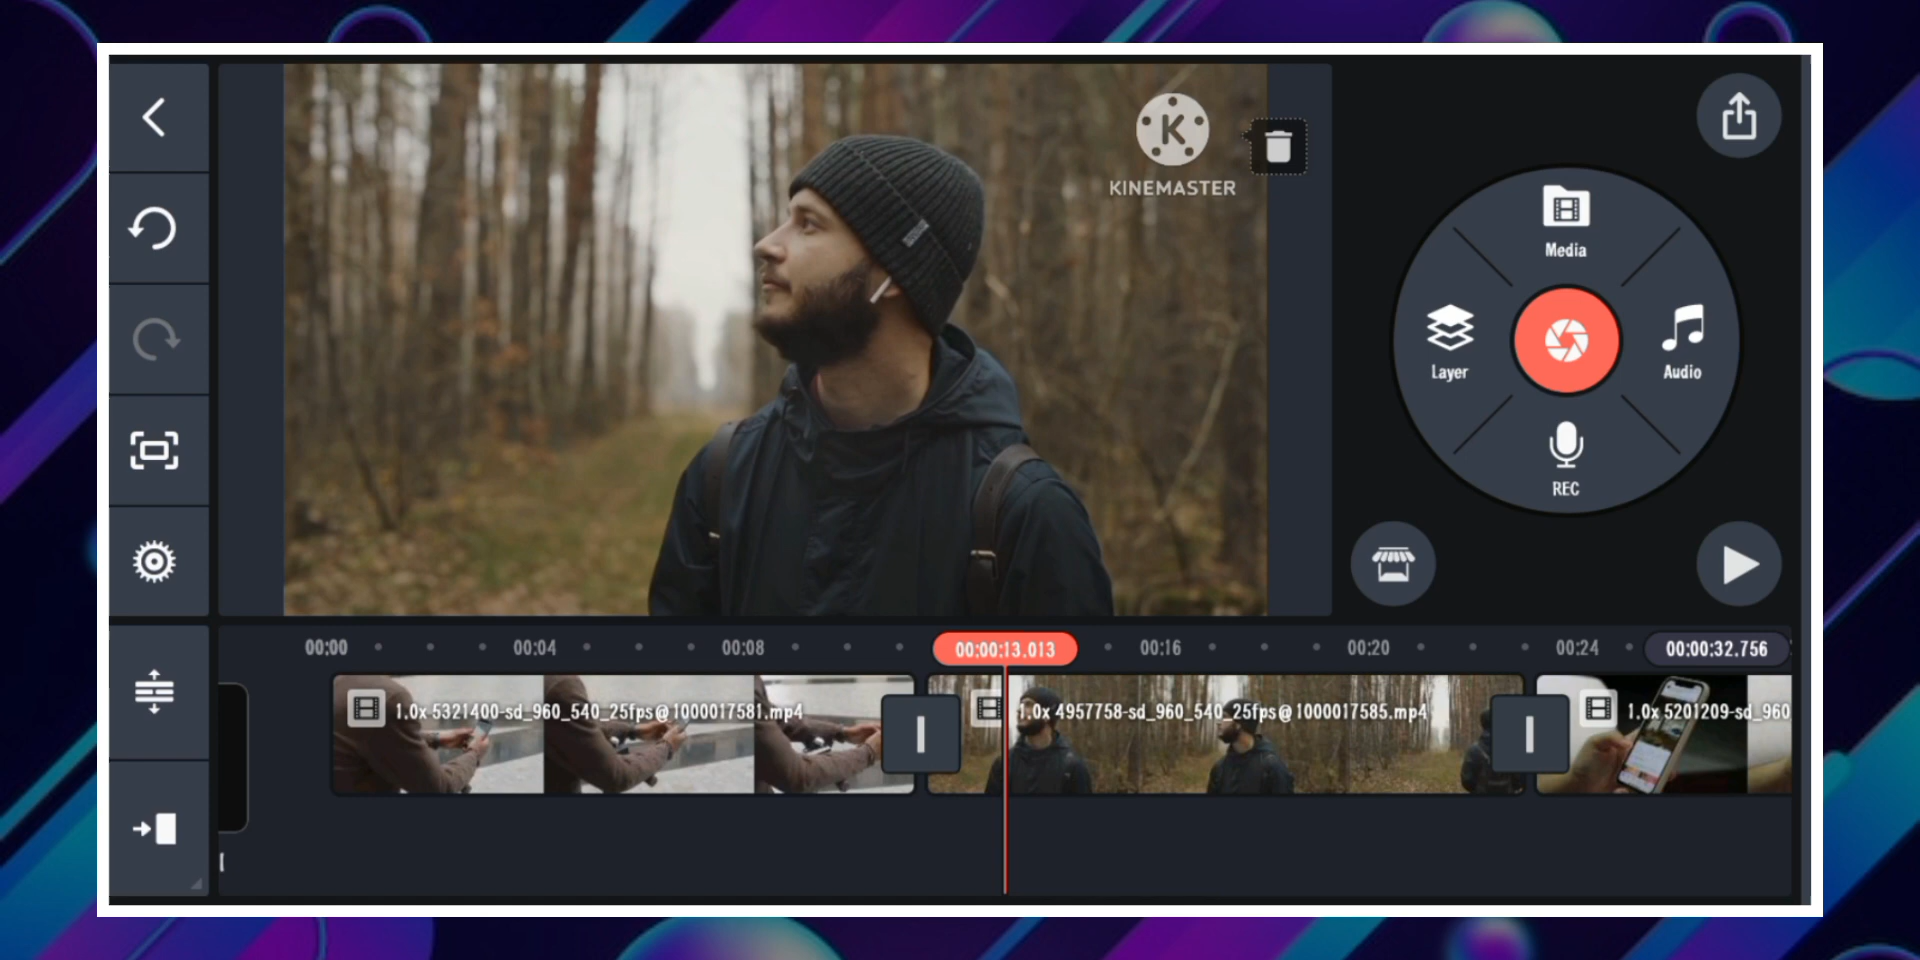 K
KINEMASTER
Media
Layer
Audio
REC
00:00
00:04
00:08
00:00:13.013
00:16
00:20
00:24
00:00:32.756
1.0x 5321400-sd_960_540_25fps@1000017581.mp4
1.0x 4957758-sd_960_540_25fps@1000017585.mp4
1.0x 5201209-sd_960